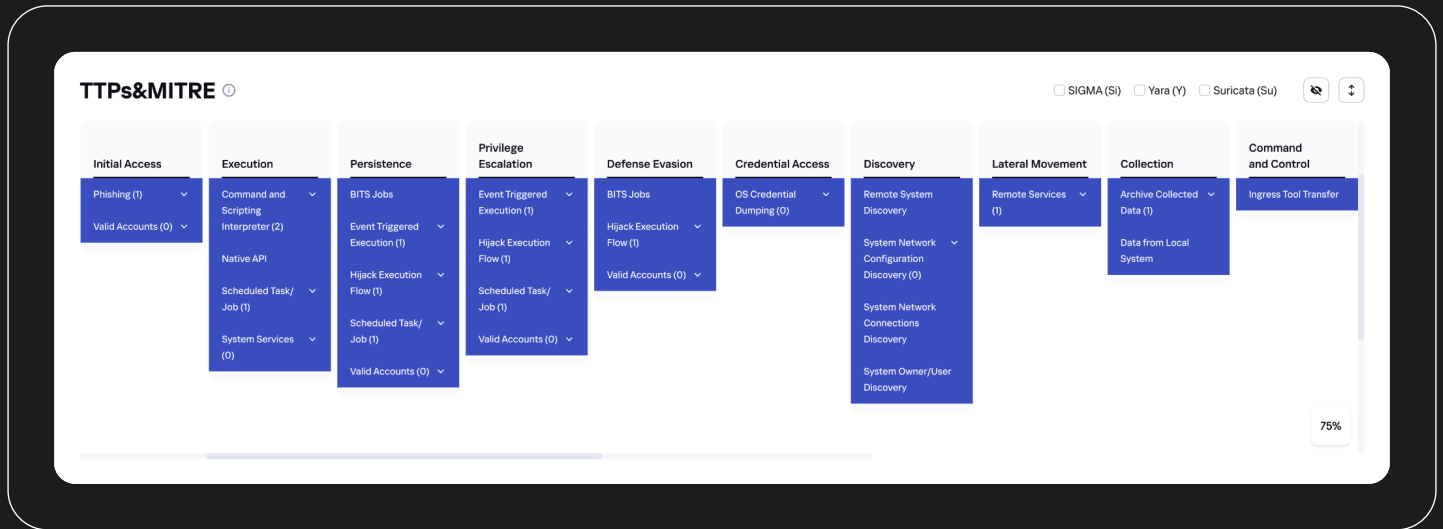 TTPs&MITRE
SIGMA (Si)
Yara (Y)
Suricata (Su)
Initial Access
Phishing (1)
Valid Accounts (0)
Execution
Command and
Scripting
Interpreter (2)
Native API
Scheduled Task/
Job (1)
System Services
(0)
Persistence
BITS Jobs
Event Triggered
Execution (1)
Hijack Execution
Flow (1)
Scheduled Task/
Job (1)
Valid Accounts (0)
Privilege
Escalation
Event Triggered
Execution (1)
Hijack Execution
Flow (1)
Scheduled Task/
Job (1)
Valid Accounts (0)
Defense Evasion
BITS Jobs
Hijack Execution
Flow (1)
Valid Accounts (0)
Credential Access
OS Credential
Dumping (0)
Discovery
Remote System
Discovery
System Network
Configuration
Discovery (0)
System Network
Connections
Discovery
System Owner/User
Discovery
Lateral Movement
Remote Services
(1)
Collection
Archive Collected
Data (1)
Data from Local
System
Command
and Control
Ingress Tool Transfer
75%